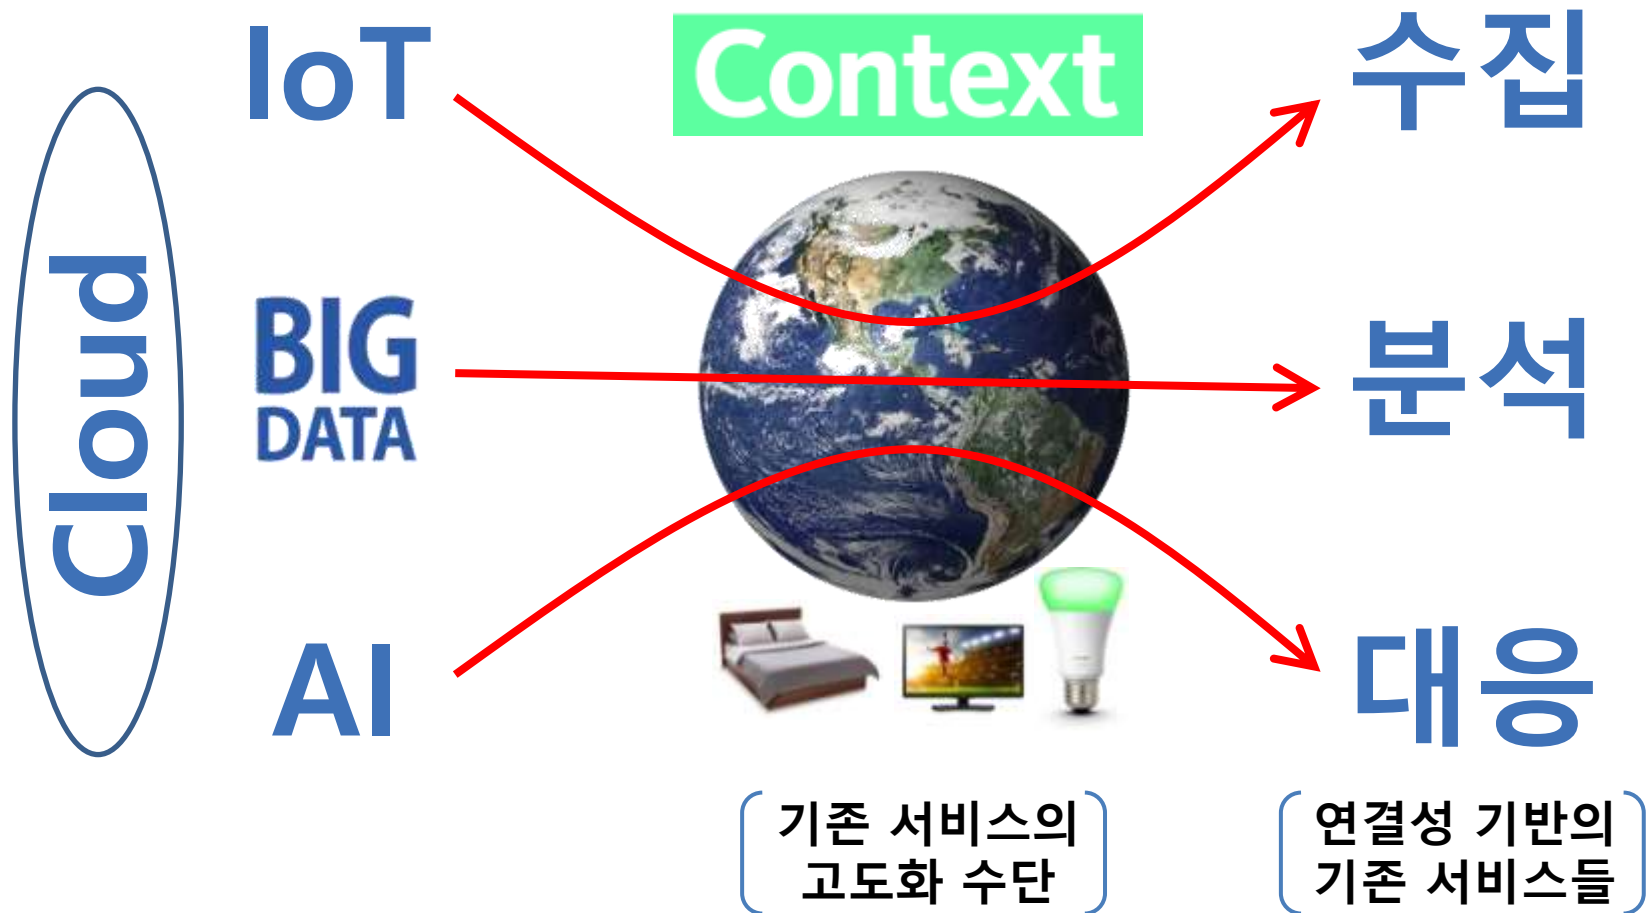 IoT
Context
수집
Cloud
BIG
DATA
분석
AI
대응
기존 서비스의
고도화 수단
연결성 기반의
기존 서비스들